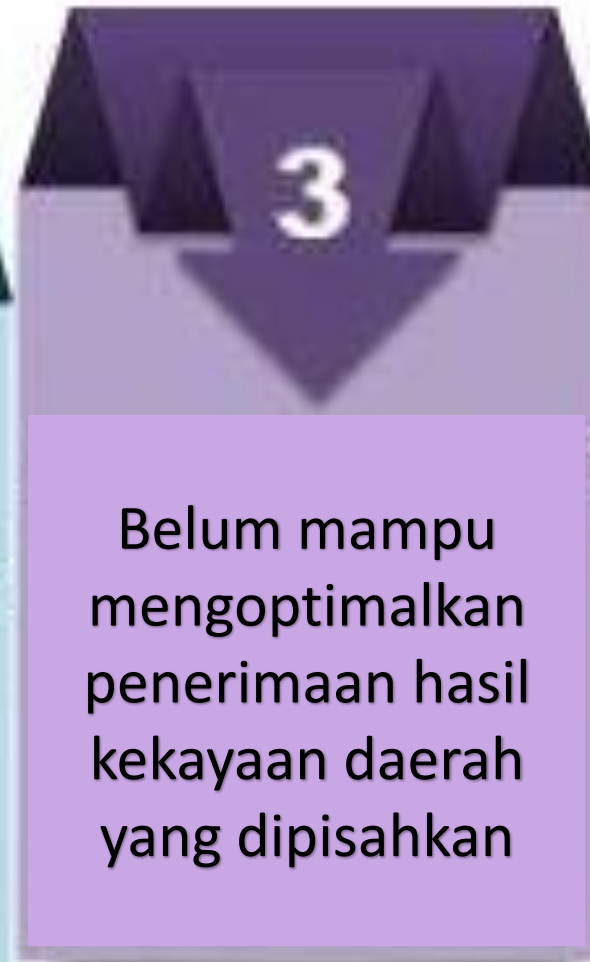 3
Belum mampu
mengoptimalkan
penerimaan hasil
kekayaan daerah
yang dipisahkan